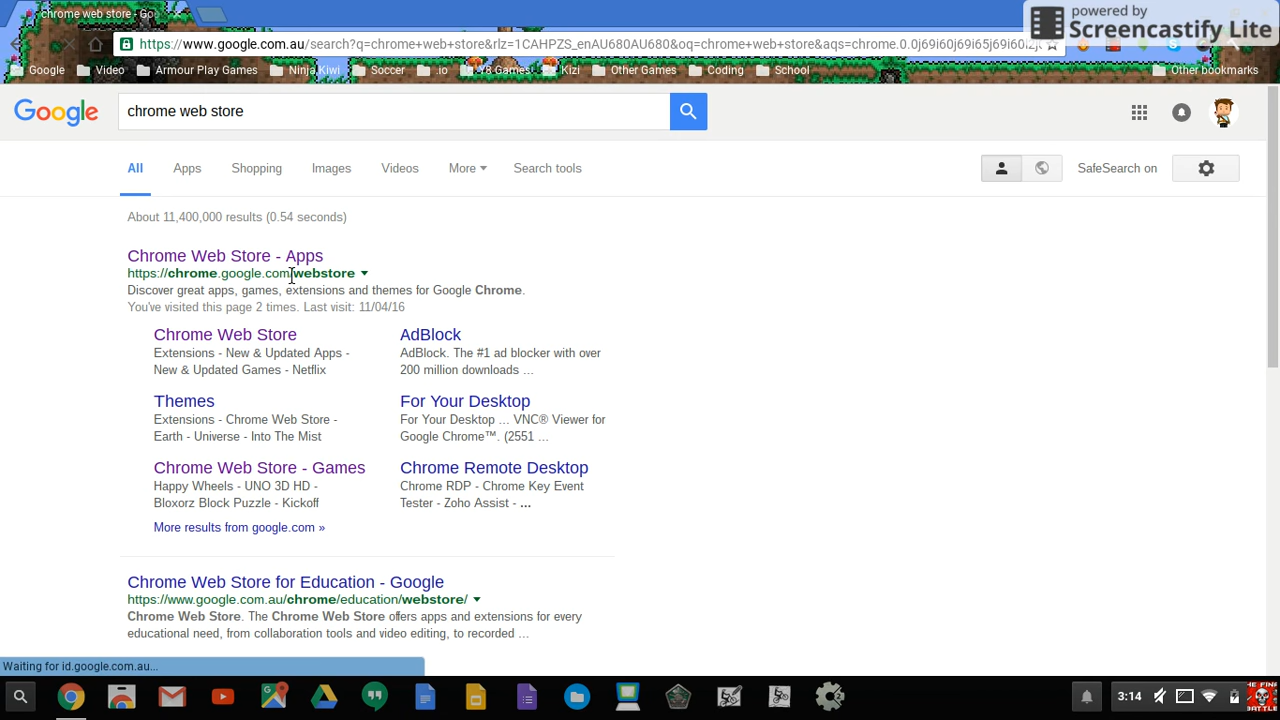 chrome web store - Goo
powered by
Screencastify Lite
https://www.google.com.au/search?q=chrome+web+store&rlz=1CAHPZS_enAU680AU680&oq=chrome+web+store&aqs=chrome.0.0j69i60j69i65j69i60l2j
Google
Video
Armour Play Games
Ninja Kiwi
Soccer
.io
Y8 Games
Kizi
Other Games
Coding
School
Other bookmarks
Google
chrome web store
All
Apps
Shopping
Images
Videos
More
Search tools
SafeSearch on
About 11,400,000 results (0.54 seconds)
Chrome Web Store - Apps
https://chrome.google.com/webstore
Discover great apps, games, extensions and themes for Google Chrome.
You've visited this page 2 times. Last visit: 11/04/16
Chrome Web Store
Extensions - New & Updated Apps -
New & Updated Games - Netflix
AdBlock
AdBlock. The #1 ad blocker with over
200 million downloads ...
Themes
Extensions - Chrome Web Store -
Earth - Universe - Into The Mist
For Your Desktop
For Your Desktop ... VNC® Viewer for
Google Chrome™. (2551 ...
Chrome Web Store - Games
Happy Wheels - UNO 3D HD -
Bloxorz Block Puzzle - Kickoff
Chrome Remote Desktop
Chrome RDP - Chrome Key Event
Tester - Zoho Assist - ...
More results from google.com »
Chrome Web Store for Education - Google
https://www.google.com.au/chrome/education/webstore/
Chrome Web Store. The Chrome Web Store offers apps and extensions for every
educational need, from collaboration tools and video editing, to recorded ...
Waiting for id.google.com.au...
3:14
THE FINAL
BATTLE